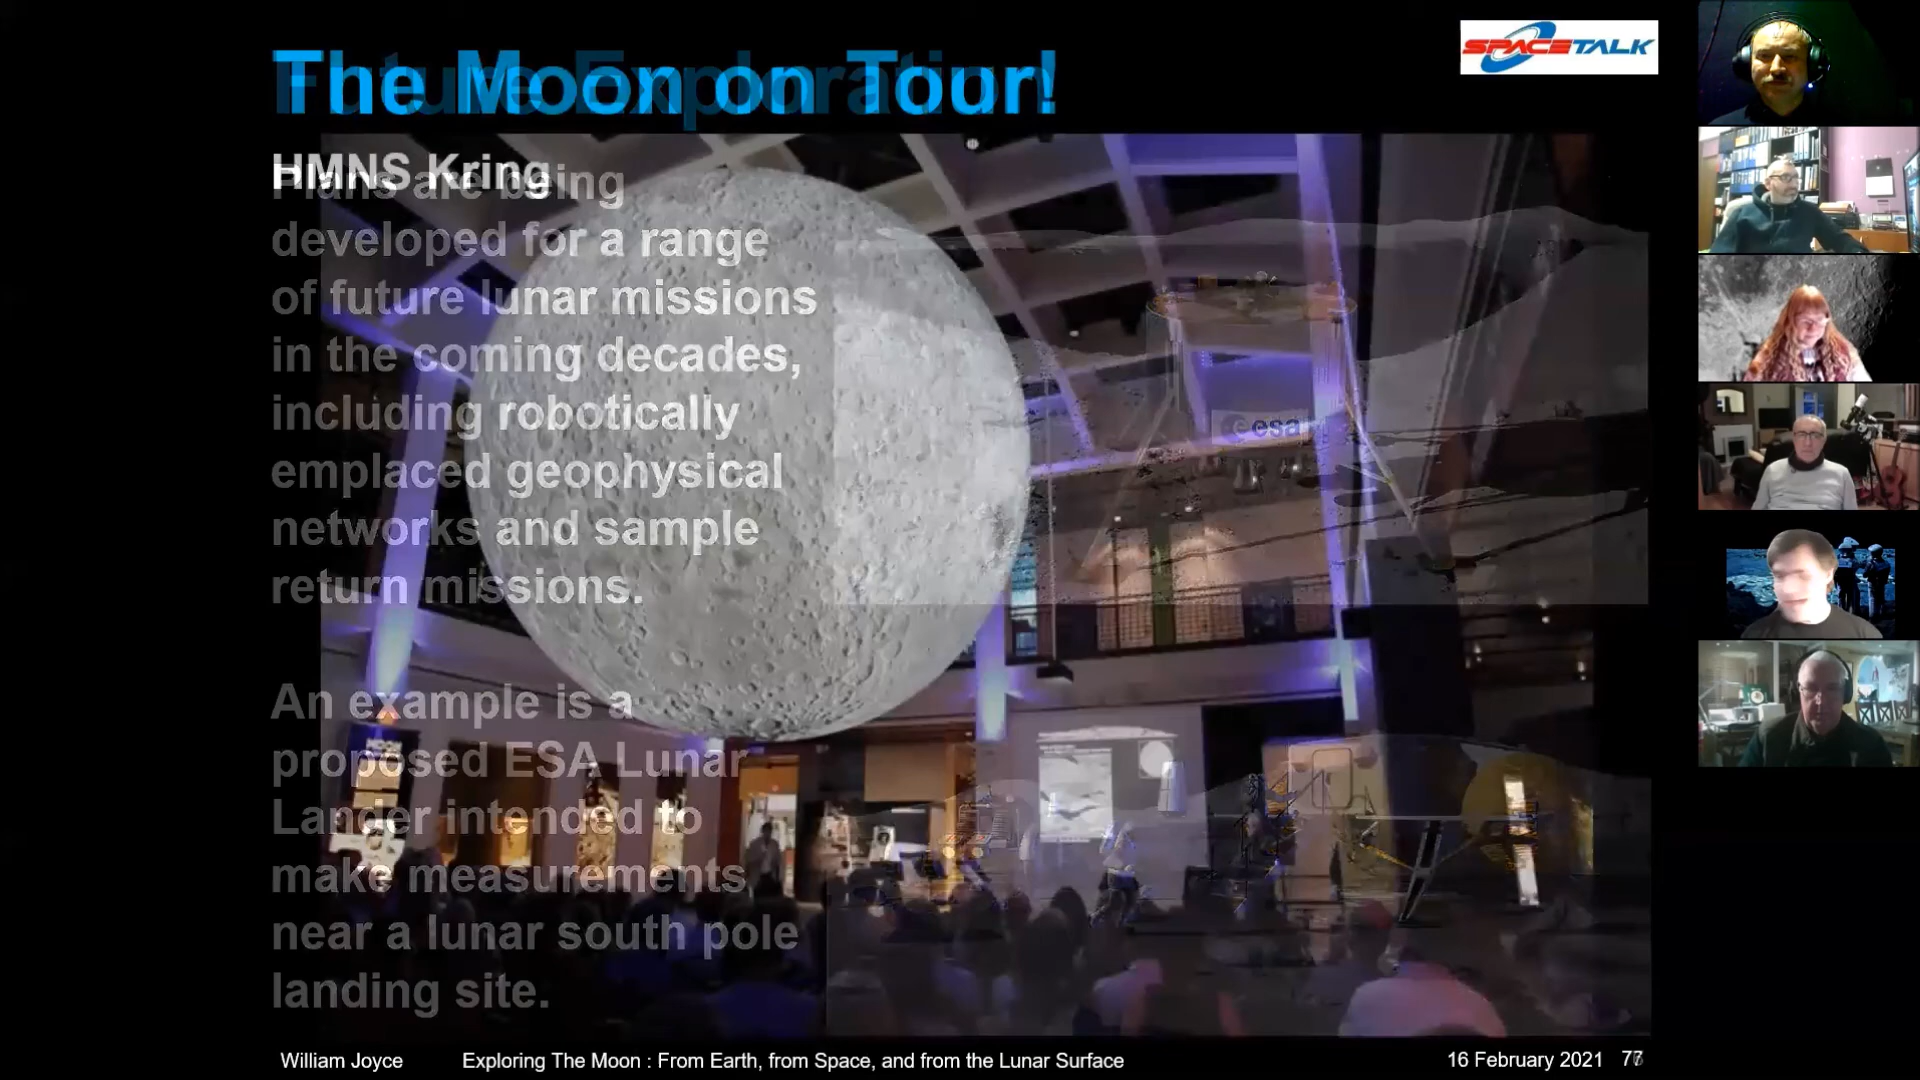 The Moon on Tour!
Future Exploration
SPACETALK
HMNS Kring
Plans are being
developed for a range
of future lunar missions
in the coming decades,
including robotically
emplaced geophysical
networks and sample
return missions.
esa
An example is a
proposed ESA Lunar
Lander intended to
make measurements
near a lunar south pole
landing site.
William Joyce
Exploring The Moon : From Earth, from Space, and from the Lunar Surface
16 February 2021